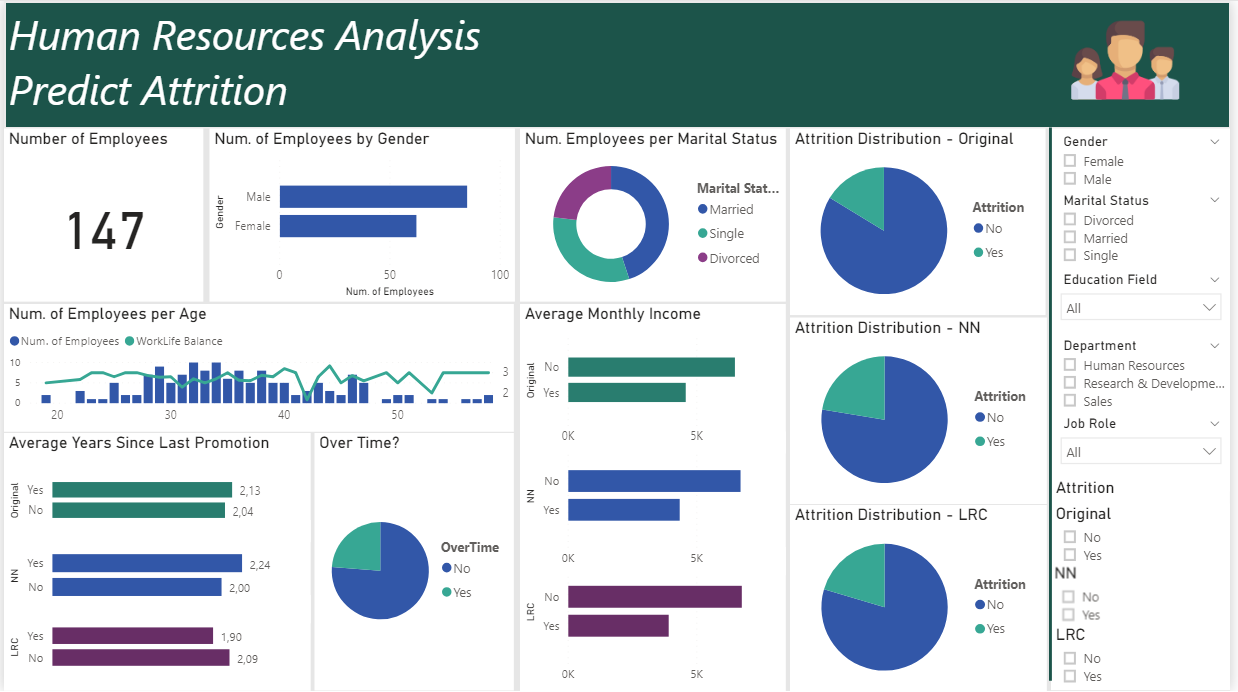 Human Resources Analysis
Predict Attrition
Number of Employees
147
Num. of Employees by Gender
Gender
Male
Female
0 50 100
Num. of Employees
Num. Employees per Marital Status
Marital Stat...
Married
Single
Divorced
Attrition Distribution - Original
Attrition
No
Yes
Num. of Employees per Age
Num. of Employees WorkLife Balance
10
5
0
3
2
20 30 40 50
Average Monthly Income
Original
No
Yes
0K 5K
NN
No
Yes
0K 5K
LRC
No
Yes
0K 5K
Attrition Distribution - NN
Attrition
No
Yes
Average Years Since Last Promotion
Original
Yes 2,13
No 2,04
NN
Yes 2,24
No 2,00
LRC
Yes 1,90
No 2,09
Over Time?
OverTime
No
Yes
Attrition Distribution - LRC
Attrition
No
Yes
Gender
Female
Male
Marital Status
Divorced
Married
Single
Education Field
All
Department
Human Resources
Research & Developme...
Sales
Job Role
All
Attrition
Original
No
Yes
NN
No
Yes
LRC
No
Yes